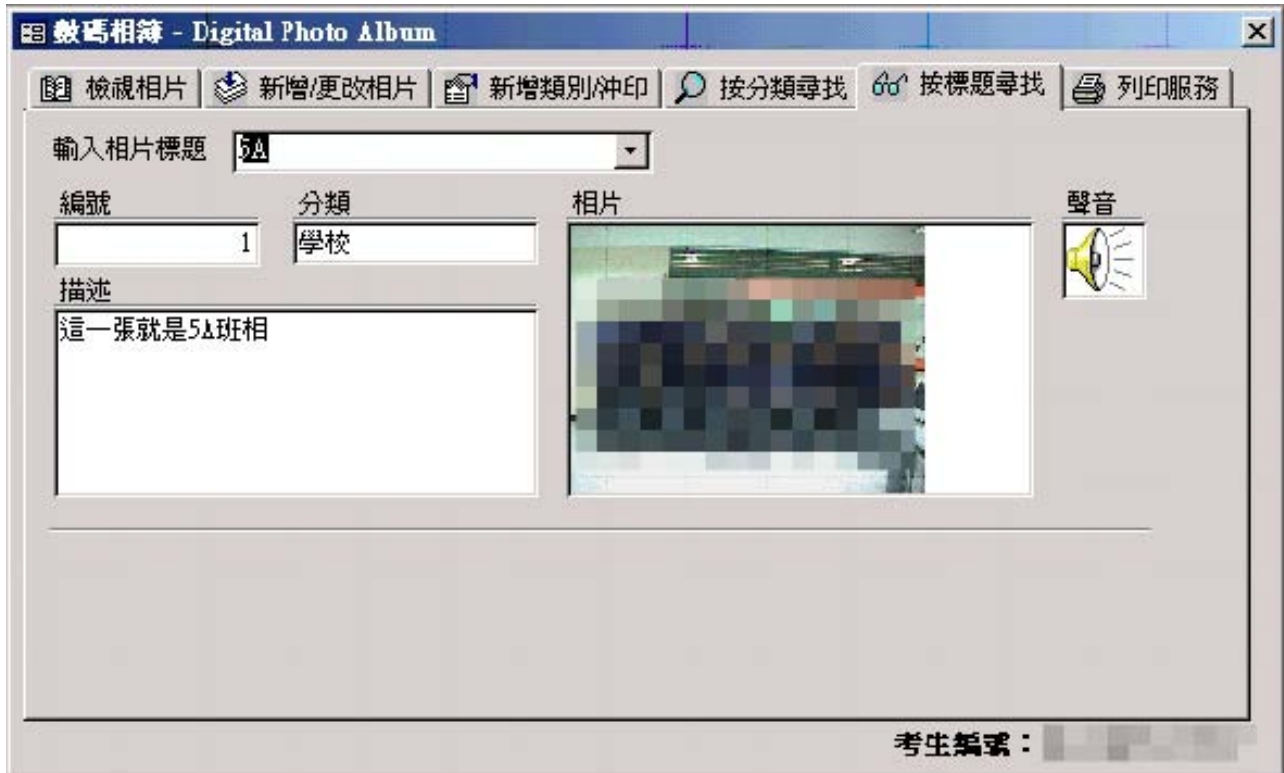 數碼相簿 - Digital Photo Album
檢視相片 新增/更改相片 新增類別/沖印 按分類尋找 按標題尋找 列印服務
輸入相片標題 5A
編號 分類 相片 聲音
1 學校
描述
這一張就是5A班相
考生編號：